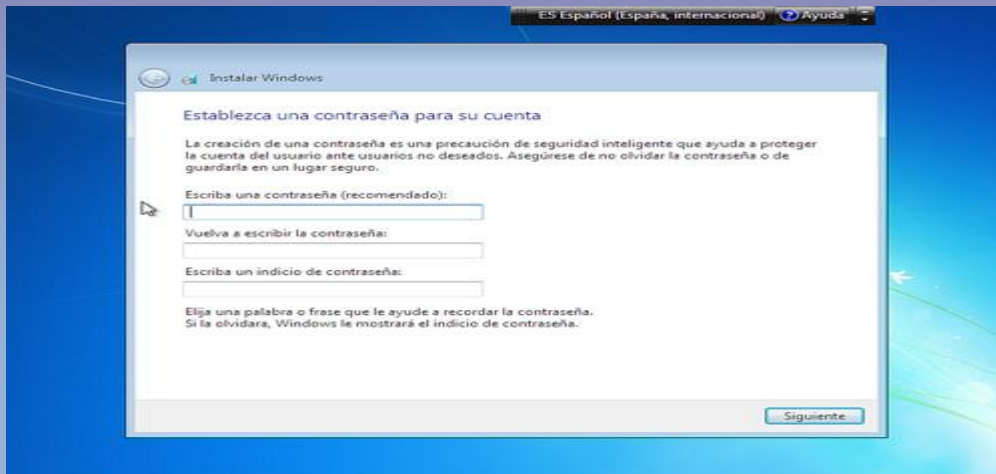 ES Español (España, internacional) ? Ayuda
Instalar Windows
Establezca una contraseña para su cuenta
La creación de una contraseña es una precaución de seguridad inteligente que ayuda a proteger
la cuenta del usuario ante usuarios no deseados. Asegúrese de no olvidar la contraseña o de
guardarla en un lugar seguro.
Escriba una contraseña (recomendado):
Vuelva a escribir la contraseña:
Escriba un indicio de contraseña:
Elija una palabra o frase que le ayude a recordar la contraseña.
Si la olvidara, Windows le mostrará el indicio de contraseña.
Siguiente